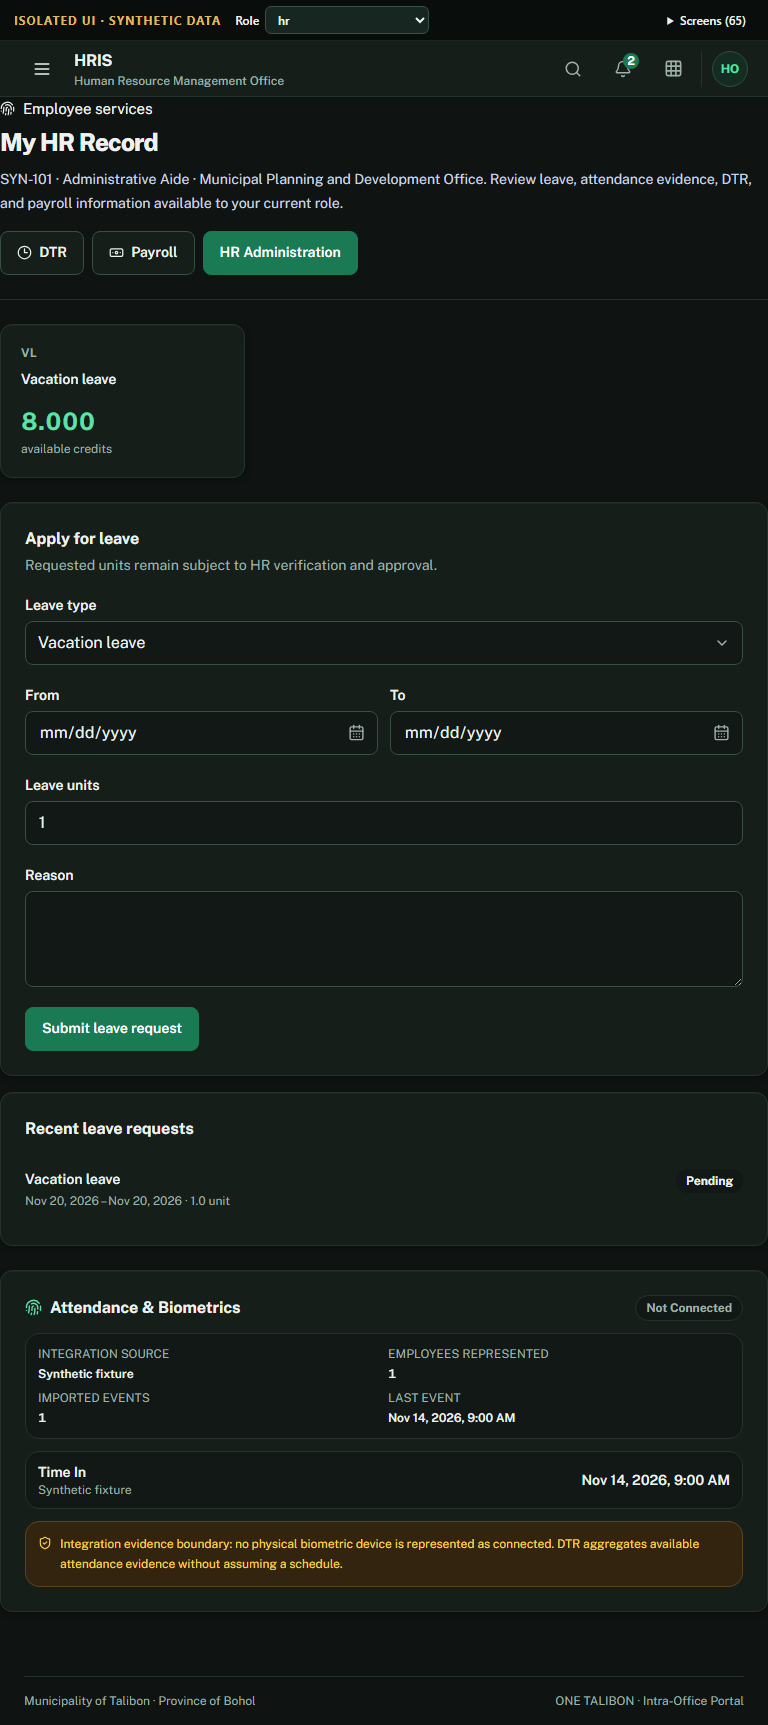 ISOLATED UI · SYNTHETIC DATA Role hr Screens (65)
HRIS
Human Resource Management Office
2
HO
Employee services
My HR Record
SYN-101 · Administrative Aide · Municipal Planning and Development Office. Review leave, attendance evidence, DTR,
and payroll information available to your current role.
DTR Payroll HR Administration
VL
Vacation leave
8.000
available credits
Apply for leave
Requested units remain subject to HR verification and approval.
Leave type
Vacation leave
From To
mm/dd/yyyy mm/dd/yyyy
Leave units
1
Reason
Submit leave request
Recent leave requests
Vacation leave Pending
Nov 20, 2026–Nov 20, 2026 · 1.0 unit
Attendance & Biometrics Not Connected
INTEGRATION SOURCE EMPLOYEES REPRESENTED
Synthetic fixture 1
IMPORTED EVENTS LAST EVENT
1 Nov 14, 2026, 9:00 AM
Time In
Synthetic fixture
Nov 14, 2026, 9:00 AM
Integration evidence boundary: no physical biometric device is represented as connected. DTR aggregates available
attendance evidence without assuming a schedule.
Municipality of Talibon · Province of Bohol ONE TALIBON · Intra-Office Portal